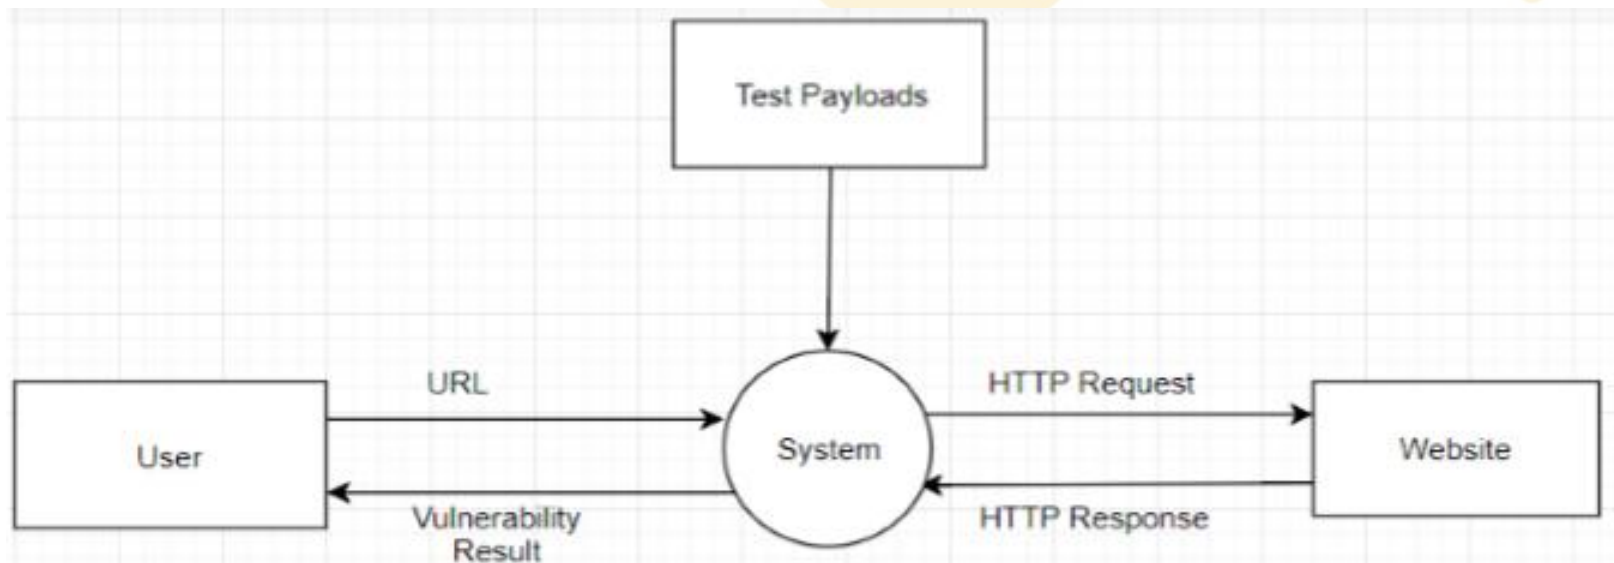 Test Payloads
URL
HTTP Request
User
System
Website
Vulnerability
Result
HTTP Response